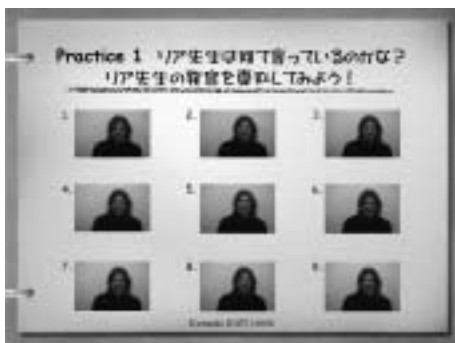 Practice 1 リア先生は何て言っているのかな?
リア先生の発音を真似してみよう!
1. 2. 3.
4. 5. 6.
7. 8. 9.